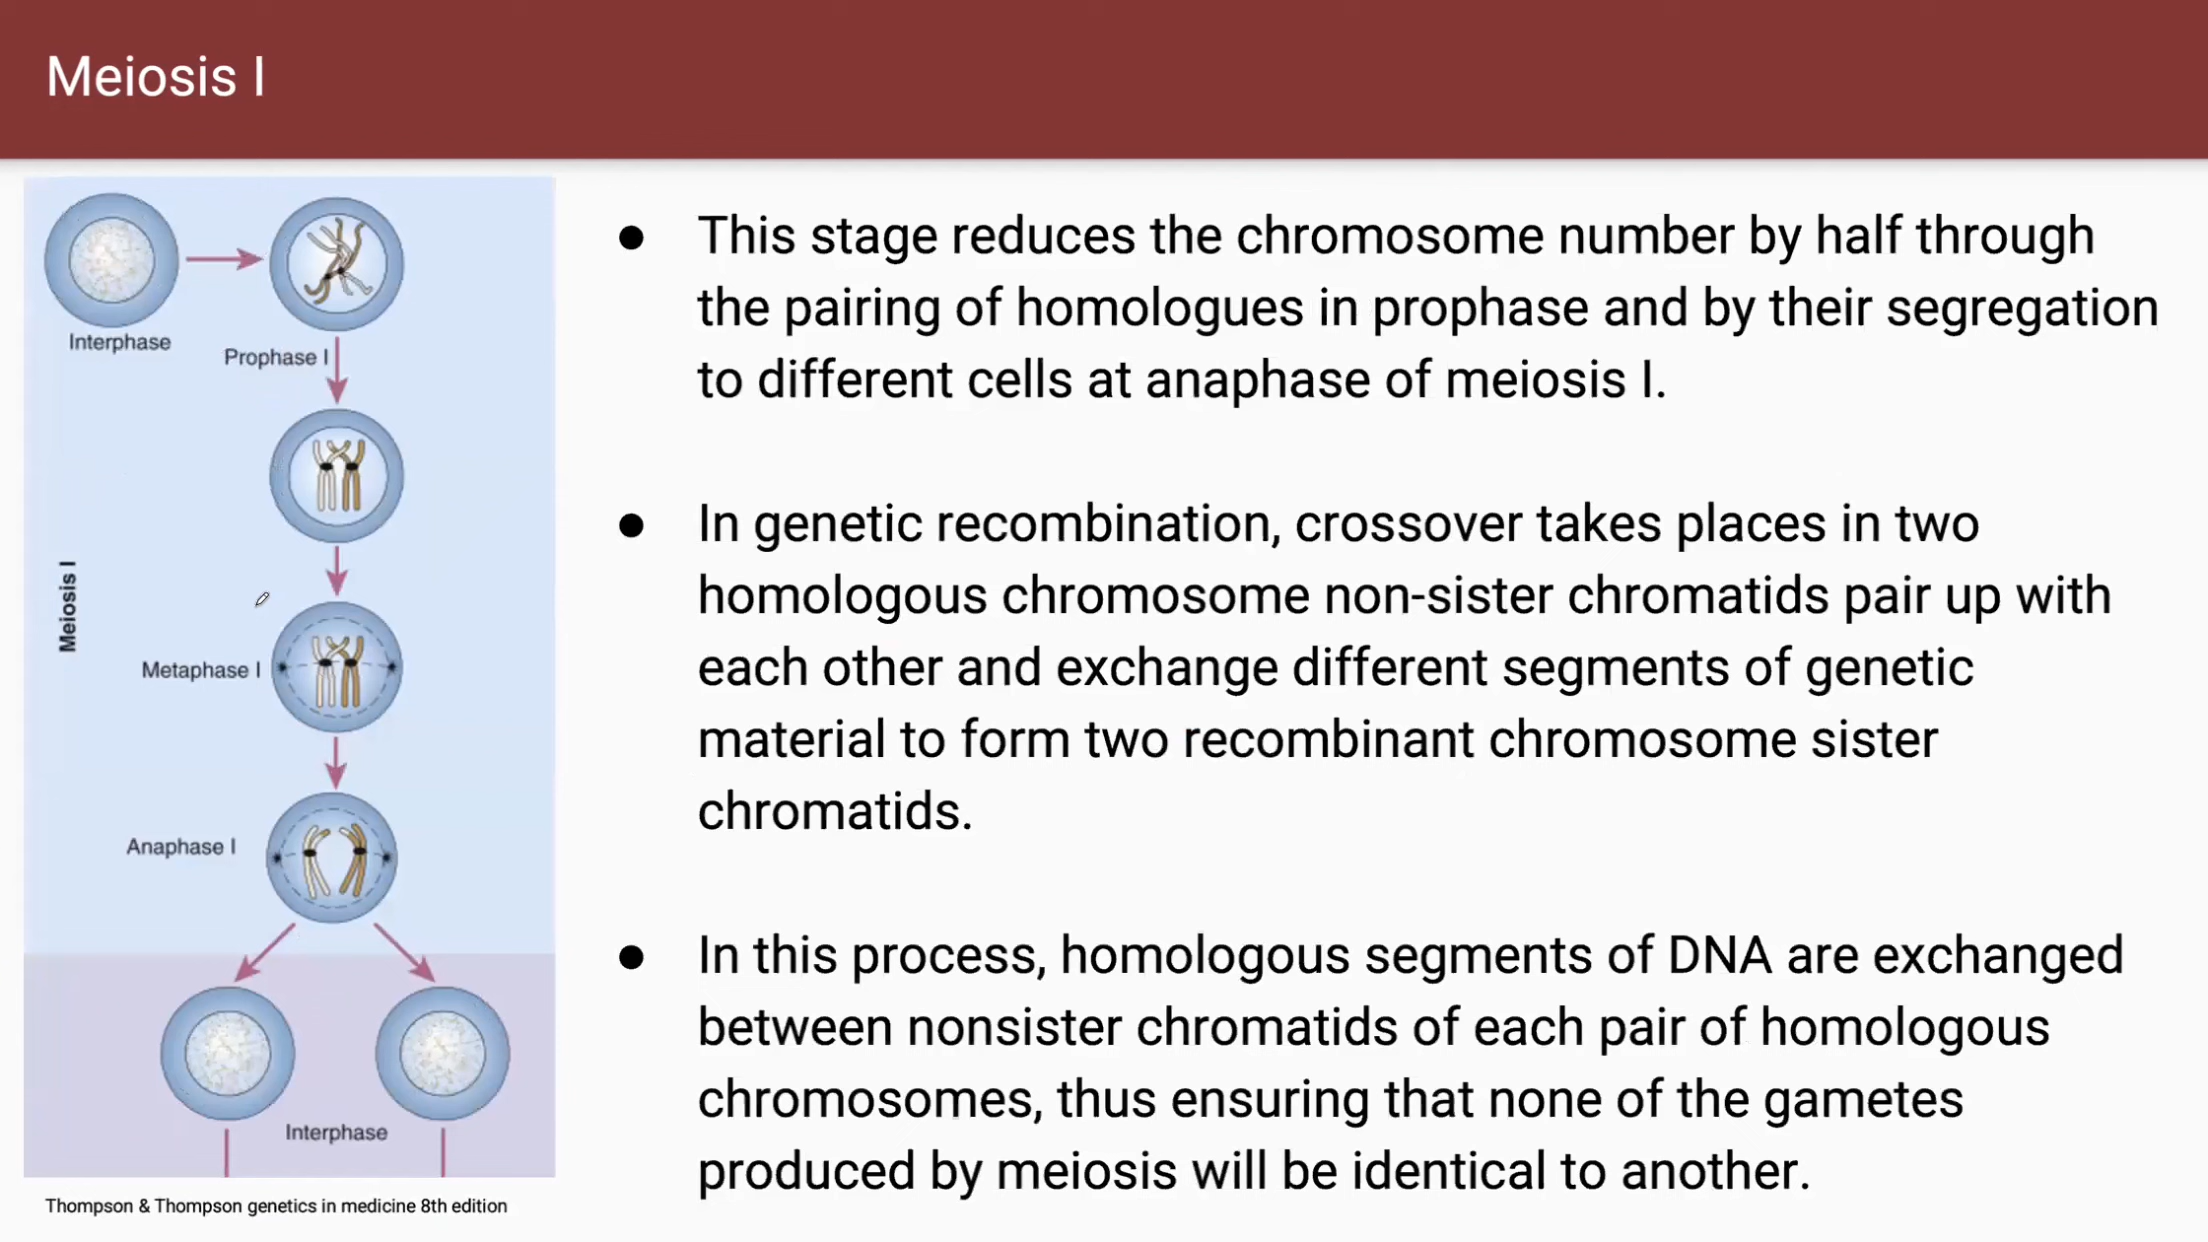 Meiosis I
Interphase
Prophase I
Meiosis I
Metaphase I
Anaphase I
Interphase
Thompson & Thompson genetics in medicine 8th edition
● This stage reduces the chromosome number by half through
the pairing of homologues in prophase and by their segregation
to different cells at anaphase of meiosis I.
● In genetic recombination, crossover takes places in two
homologous chromosome non-sister chromatids pair up with
each other and exchange different segments of genetic
material to form two recombinant chromosome sister
chromatids.
● In this process, homologous segments of DNA are exchanged
between nonsister chromatids of each pair of homologous
chromosomes, thus ensuring that none of the gametes
produced by meiosis will be identical to another.